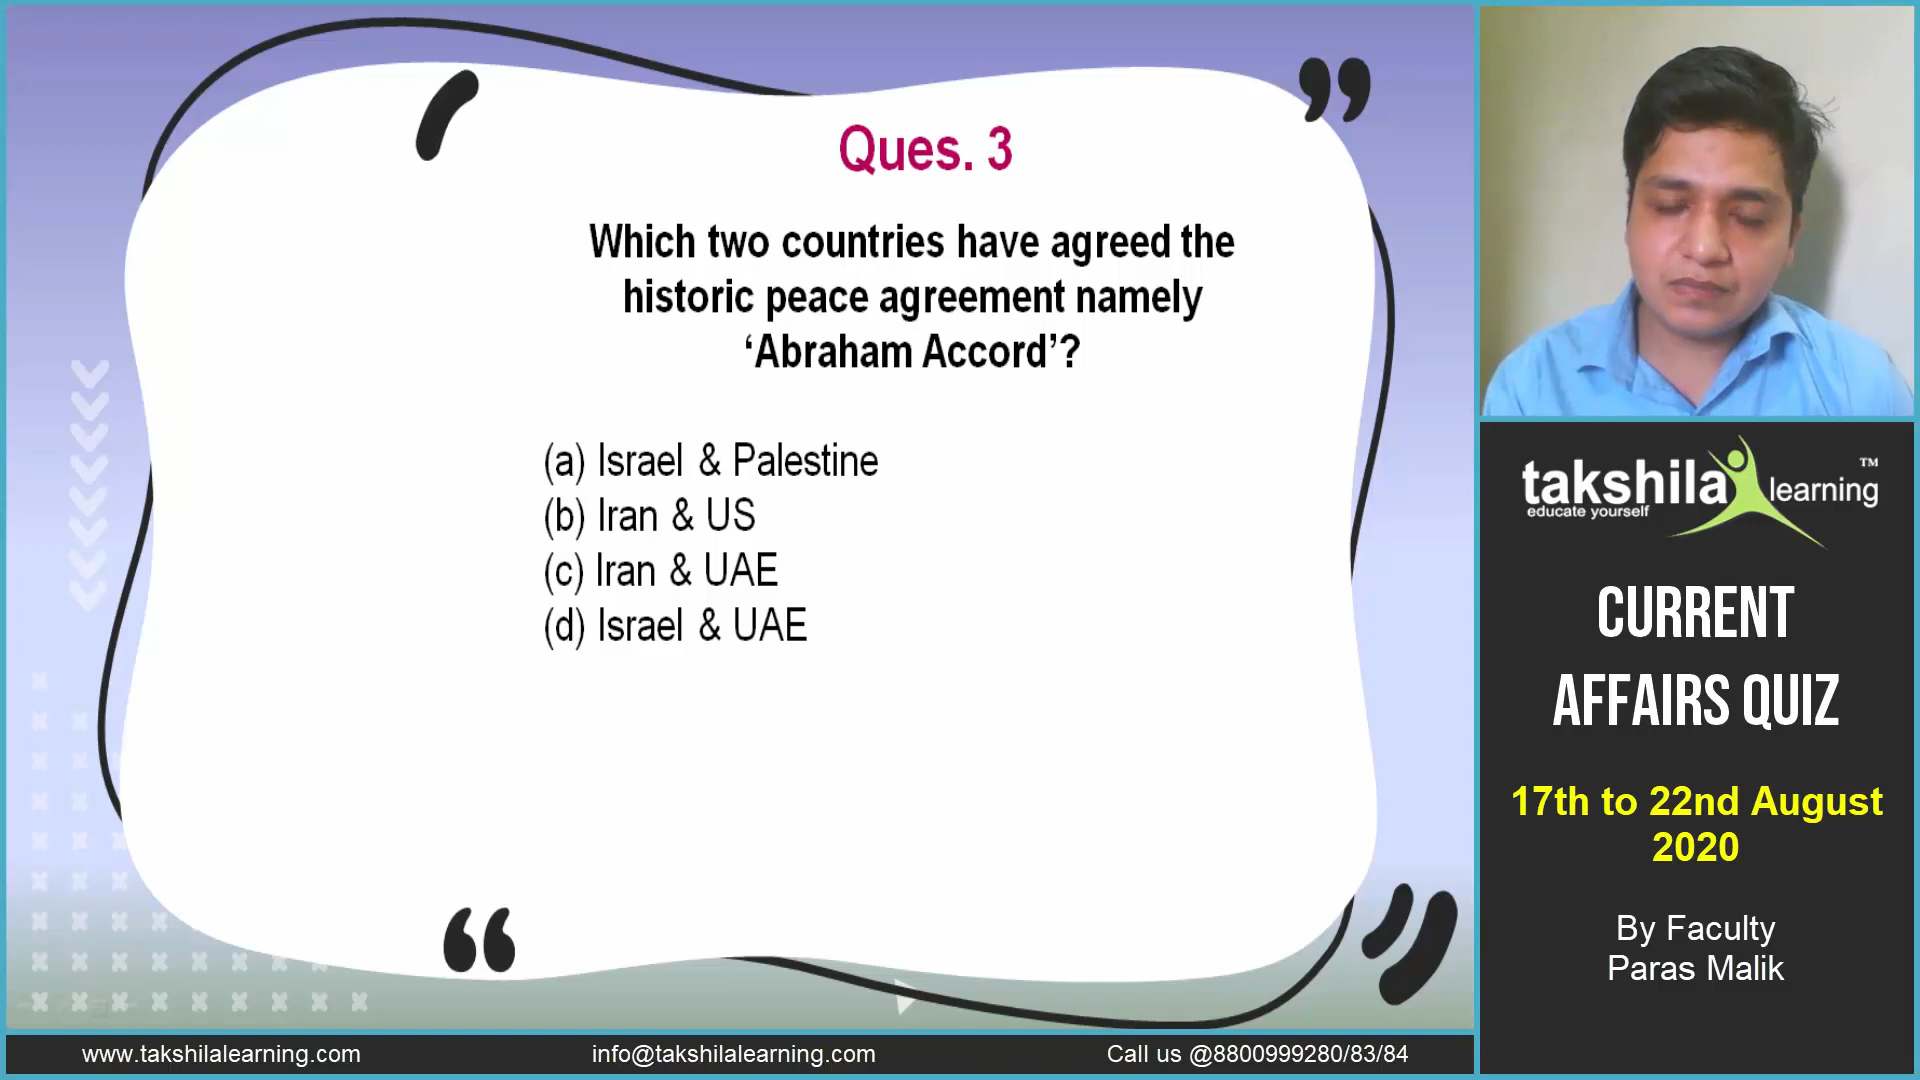 Ques. 3
Which two countries have agreed the
historic peace agreement namely
‘Abraham Accord’?
(a) Israel & Palestine
(b) Iran & US
(c) Iran & UAE
(d) Israel & UAE
takshila learning ™
educate yourself
CURRENT
AFFAIRS QUIZ
17th to 22nd August
2020
By Faculty
Paras Malik
www.takshilalearning.com
info@takshilalearning.com
Call us @8800999280/83/84